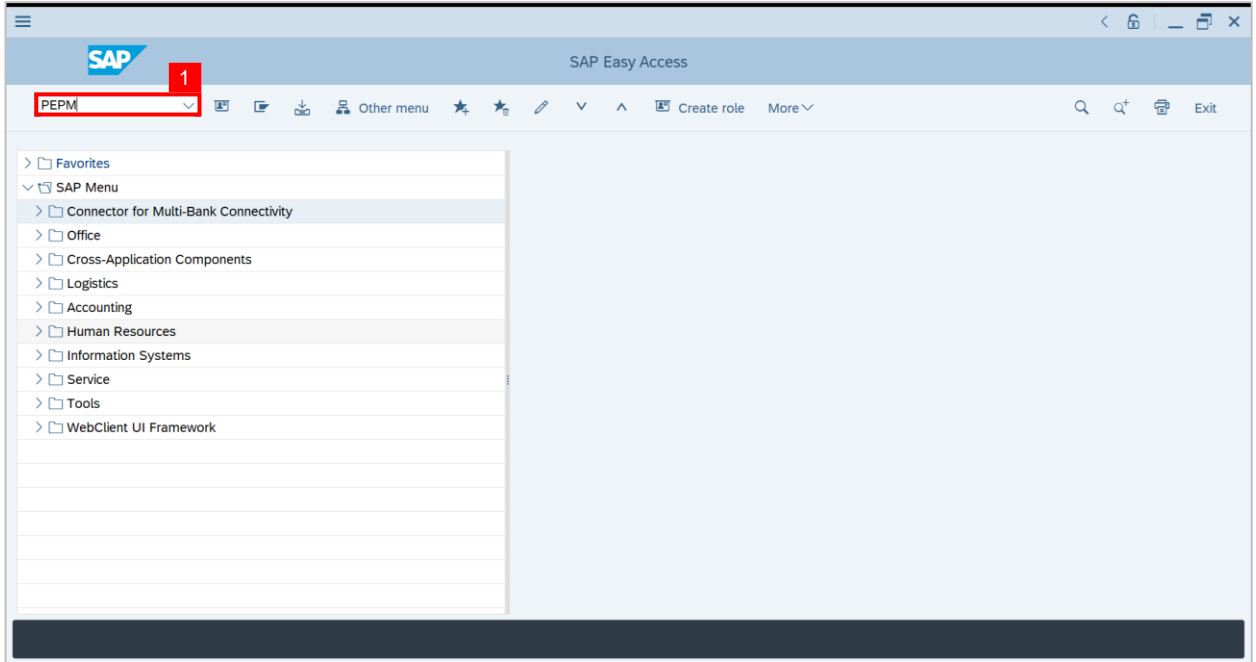 SAP
SAP Easy Access
1
PEPM
Other menu
Create role
More
Exit
Favorites
SAP Menu
Connector for Multi-Bank Connectivity
Office
Cross-Application Components
Logistics
Accounting
Human Resources
Information Systems
Service
Tools
WebClient UI Framework